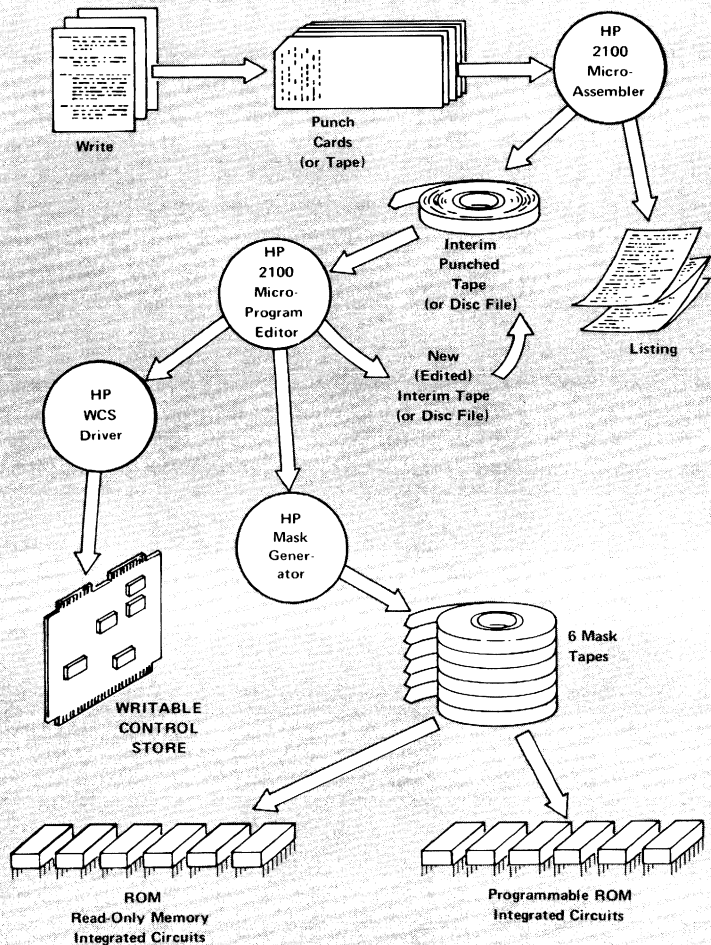 Write
Punch
Cards
(or Tape)
HP
2100
Micro-
Assembler
Interim
Punched
Tape
(or Disc File)
Listing
HP
2100
Micro-
Program
Editor
New
(Edited)
Interim Tape
(or Disc File)
HP
WCS
Driver
HP
Mask
Gener-
ator
WRITABLE
CONTROL
STORE
6 Mask
Tapes
ROM
Read-Only Memory
Integrated Circuits
Programmable ROM
Integrated Circuits